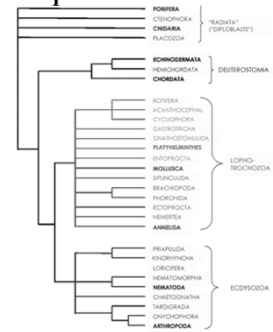 PORIFERA
CTENOPHORA
CNIDARIA
PLACOZOA
"RADIATA"
("DIPLOBLASTS")
ECHINODERMATA
HEMICHORDATA
CHORDATA
DEUTEROSTOMIA
ROTIFERA
ACANTHOCEPHAL
CYCLIOPHORA
GASTROTRICHA
GNATHOSTOMULIDA
PLATYHELMINTHES
ENTOPROCTA
MOLLUSCA
SIPUNCULIDA
BRACHIOPODA
PHORONIDA
ECTOPROCTA
NEMERTEA
ANNELIDA
LOPHO-
TROCHOZOA
PRIAPULIDA
KINORHYNCHA
LORICIFERA
NEMATOMORPHA
NEMATODA
CHAETOGNATHA
TARDIGRADA
ONYCHOPHORA
ARTHROPODA
ECDYSOZOA